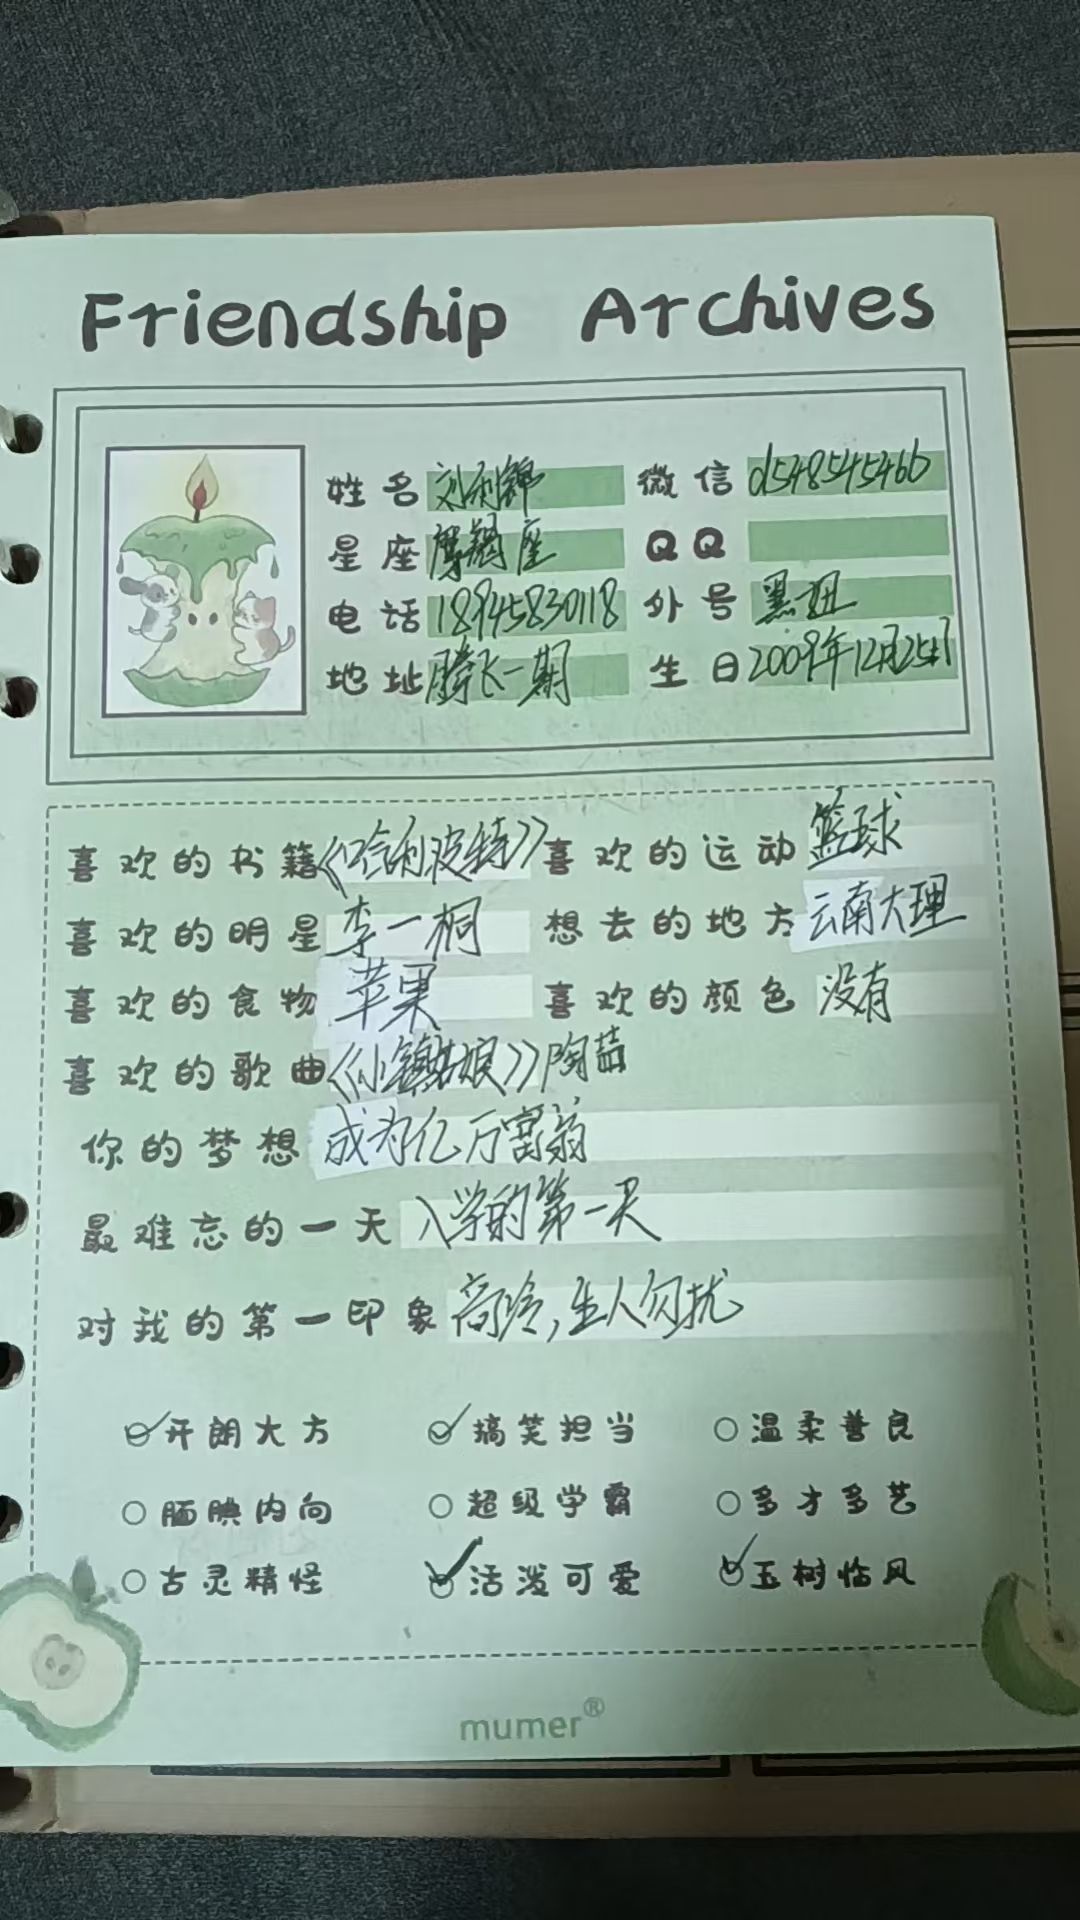 Friendship Archives
姓名 刘利锦 微信 d548545466
星座 摩羯座 QQ
电话 18945830118 外号 黑妞
地址 腾飞一期 生日 2009年12月25日
喜欢的书籍《哈利波特》 喜欢的运动 篮球
喜欢的明星 李一桐 想去的地方 云南大理
喜欢的食物 苹果 喜欢的颜色 没有
喜欢的歌曲《小镇姑娘》陶喆
你的梦想 成为亿万富翁
最难忘的一天 入学的第一天
对我的第一印象 高冷,生人勿扰
开朗大方 搞笑担当 温柔善良
腼腆内向 超级学霸 多才多艺
古灵精怪 活泼可爱 玉树临风
mumer®